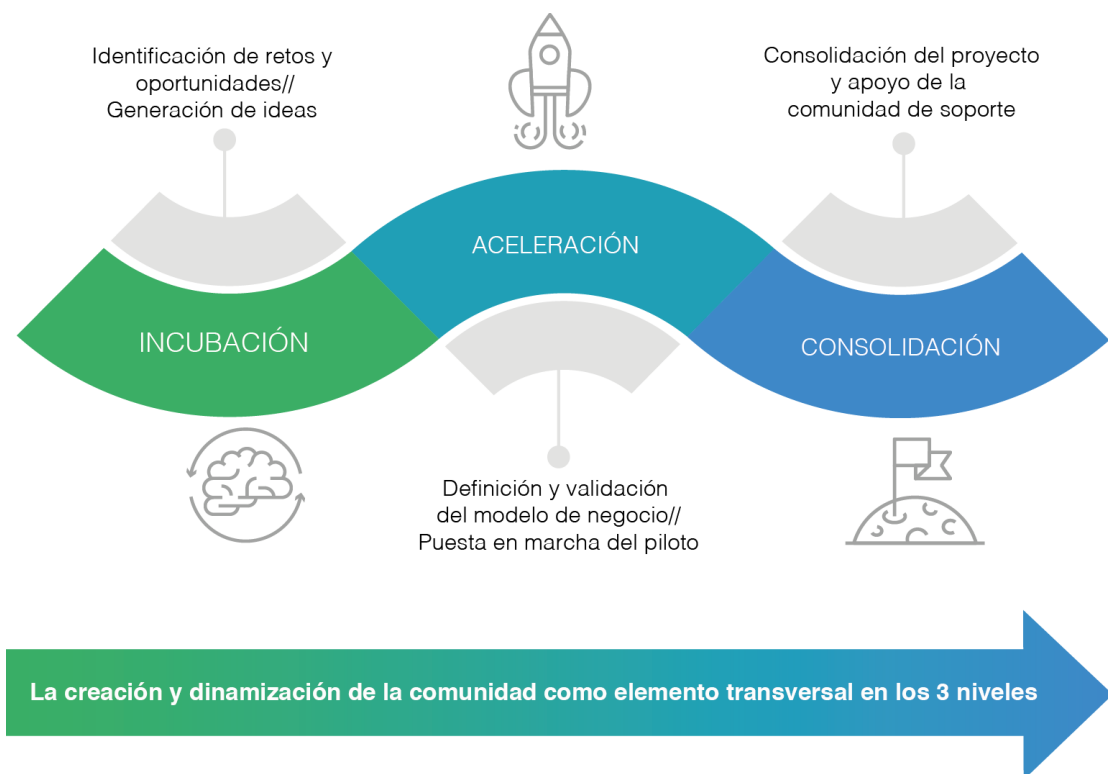 Identificación de retos y
oportunidades//
Generación de ideas
Consolidación del proyecto
y apoyo de la
comunidad de soporte
ACELERACIÓN
INCUBACIÓN
CONSOLIDACIÓN
Definición y validación
del modelo de negocio//
Puesta en marcha del piloto
La creación y dinamización de la comunidad como elemento transversal en los 3 niveles